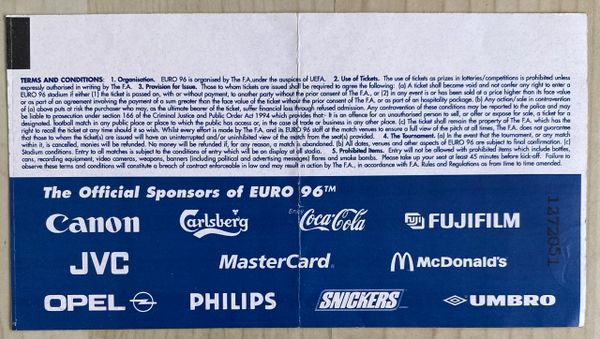 TERMS AND CONDITIONS: 1. Organisation. EURO 96 is organised by The F.A.under the auspices of UEFA. 2. Use of Tickets. The use of tickets as prizes in lotteries/competitions is prohibited unless
expressly authorised in writing by The F.A. 3. Provision for Issue. Those to whom tickets are issued shall be required to agree the following: (a) A ticket shall become void and not confer any right to enter a
EURO 96 stadium if either (1) the ticket is passed on, with or without payment, to another party without the prior consent of The F.A., or (2) in any event is or has been sold at a price higher than its face value
or as part of an agreement involving the payment of a sum greater than the face value of the ticket without the prior consent of The F.A. or as part of an hospitality package. (b) Any action/sale in contravention
of (a) above puts at risk the purchaser who may, as the ultimate bearer of the ticket, suffer financial loss through refused admission. Any contravention of these conditions may be reported to the police and may
be liable to prosecution under section 166 of the Criminal Justice and Public Order Act 1994 which provides that:- It is an offence for an unauthorised person to sell, or offer or expose for sale, a ticket for a
designated, football match in any public place or place to which the public has access or, in the case of trade or business in any other place. (c) The ticket shall remain the property of The F.A. which has the
right to recall the ticket at any time should it so wish. Whilst every effort is made by The F.A. and its EURO 96 staff at the match venues to ensure a full view of the pitch at all times, The F.A. does not guarantee
that those to whom the ticket(s) are issued will have an uninterrupted and/or uninhibited view of the match from the seat(s) provided. 4. The Tournament. (a) In the event that the tournament, or any match
within it, is cancelled, monies will be refunded. No money will be refunded if, for any reason, a match is abandoned. (b) All dates, venues and other aspects of EURO 96 are subject to final confirmation. (c)
Stadium conditions. Entry to all matches is subject to the conditions of entry which will be on display at all stadia. 5. Prohibited Items. Entry will not be allowed with prohibited items which include bottles,
cans, recording equipment, video cameras, weapons, banners (including political and advertising messages) flares and smoke bombs. Please take up your seat at least 45 minutes before kick-off. Failure to
observe these terms and conditions will constitute a breach of contract enforceable in law and may result in action by The F.A., in accordance with F.A. Rules and Regulations as from time to time amended.
The Official Sponsors of EURO 96™
Canon Carlsberg Enjoy Coca-Cola FUJI FUJIFILM
JVC MasterCard McDonald's
OPEL PHILIPS SNICKERS UMBRO
1272051